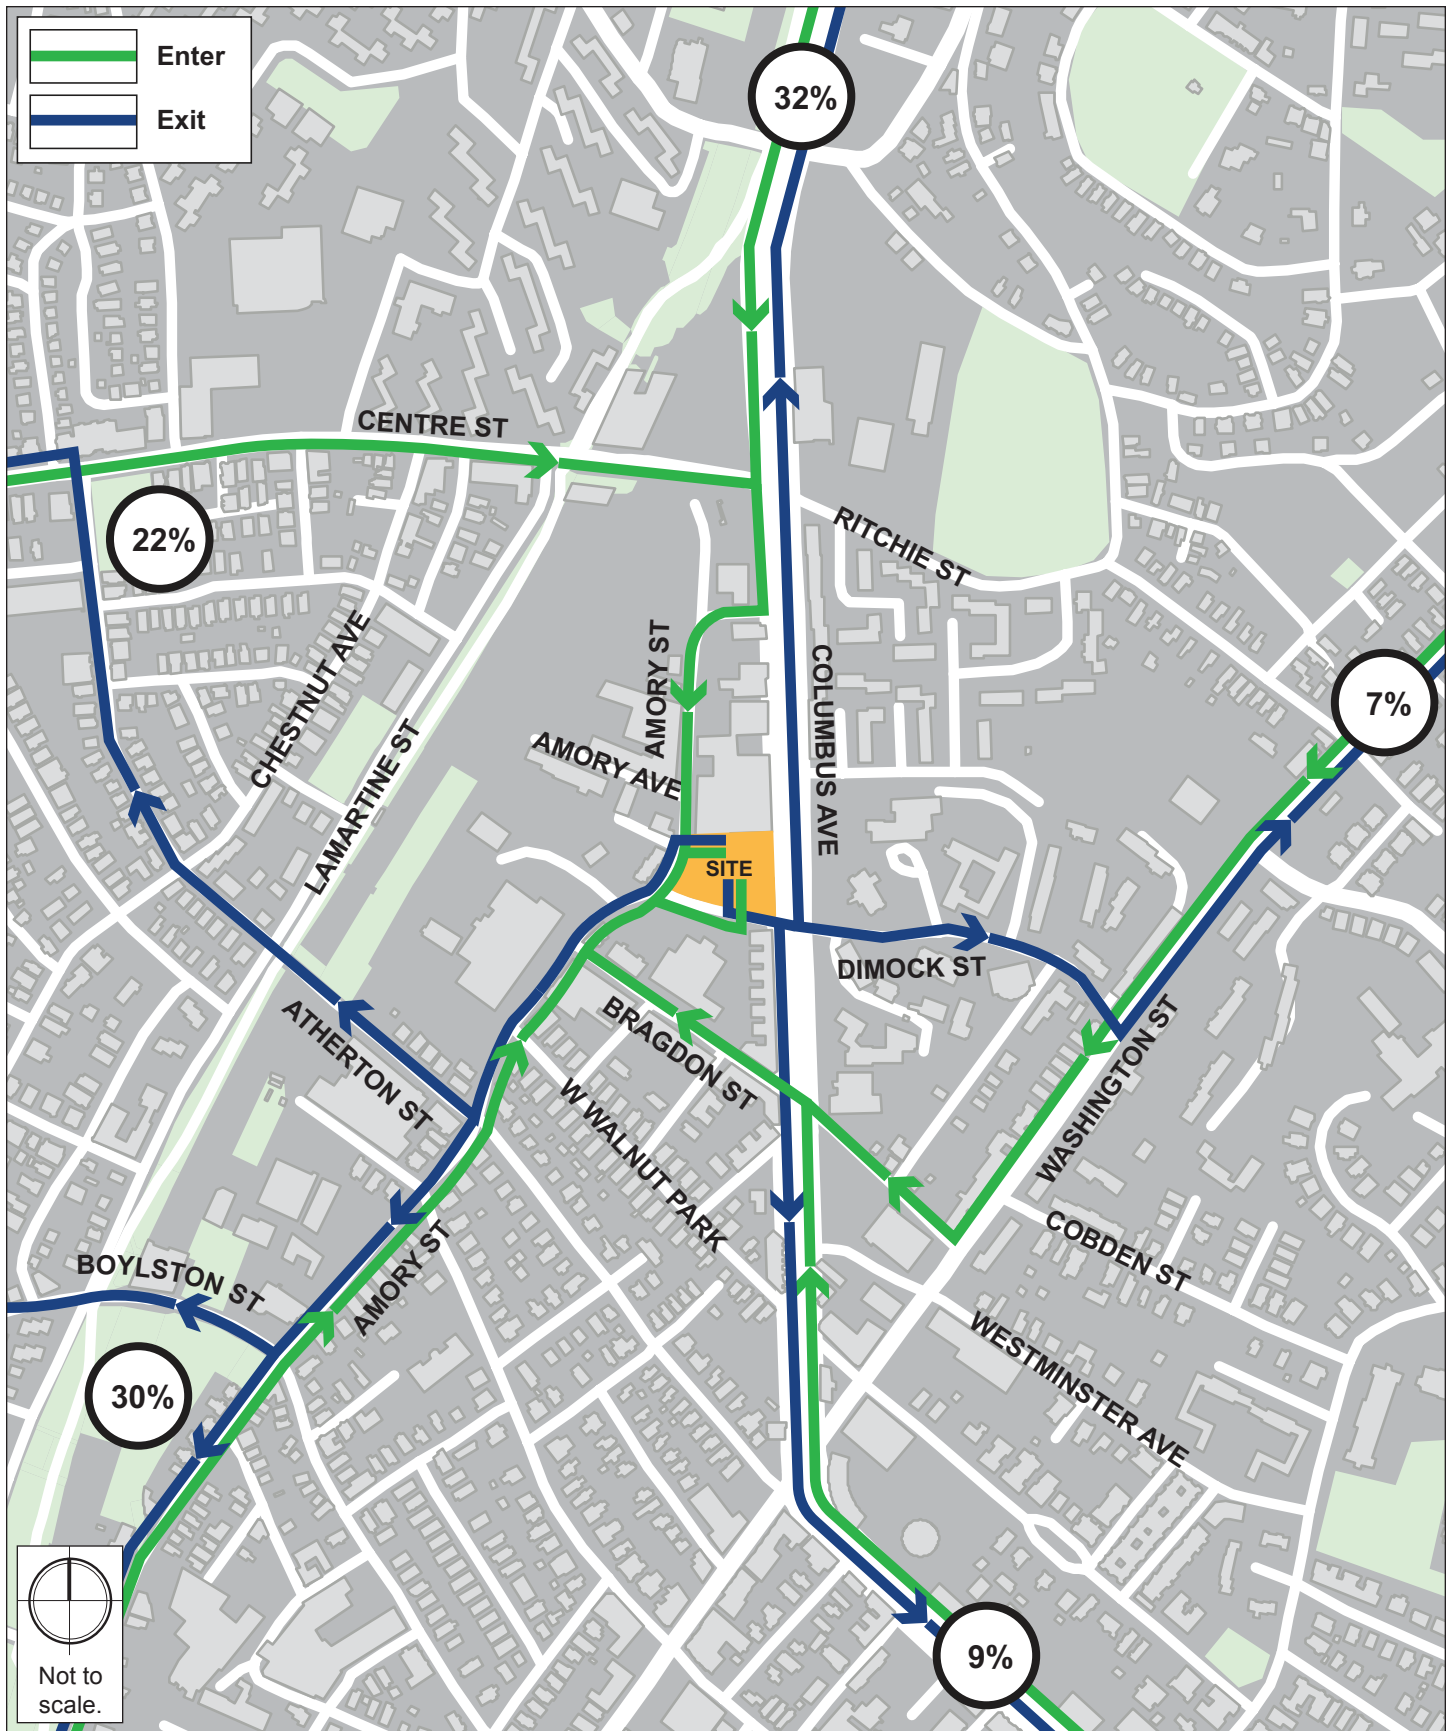 Enter
Exit
32%
CENTRE ST
22%
RITCHIE ST
CHESTNUT AVE
AMORY ST
COLUMBUS AVE
7%
LAMARTINE ST
AMORY AVE
SITE
DIMOCK ST
ATHERTON ST
BRAGDON ST
WASHINGTON ST
W WALNUT PARK
BOYLSTON ST
AMORY ST
COBDEN ST
WESTMINSTER AVE
30%
9%
Not to
scale.